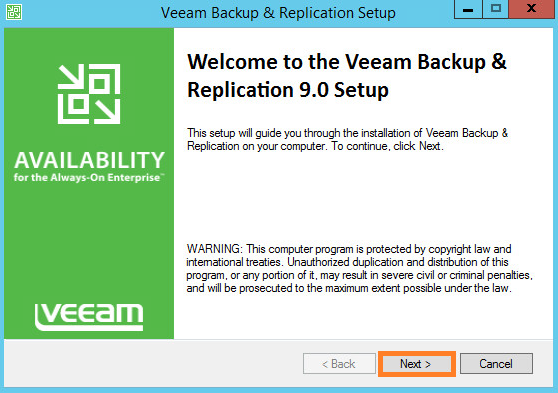 Veeam Backup & Replication Setup
X
Welcome to the Veeam Backup &
Replication 9.0 Setup
This setup will guide you through the installation of Veeam Backup &
Replication on your computer. To continue, click Next.
AVAILABILITY
for the Always-On Enterprise™
WARNING: This computer program is protected by copyright law and
international treaties. Unauthorized duplication and distribution of this
program, or any portion of it, may result in severe civil or criminal penalties,
and will be prosecuted to the maximum extent possible under the law.
veeam
< Back
Next >
Cancel